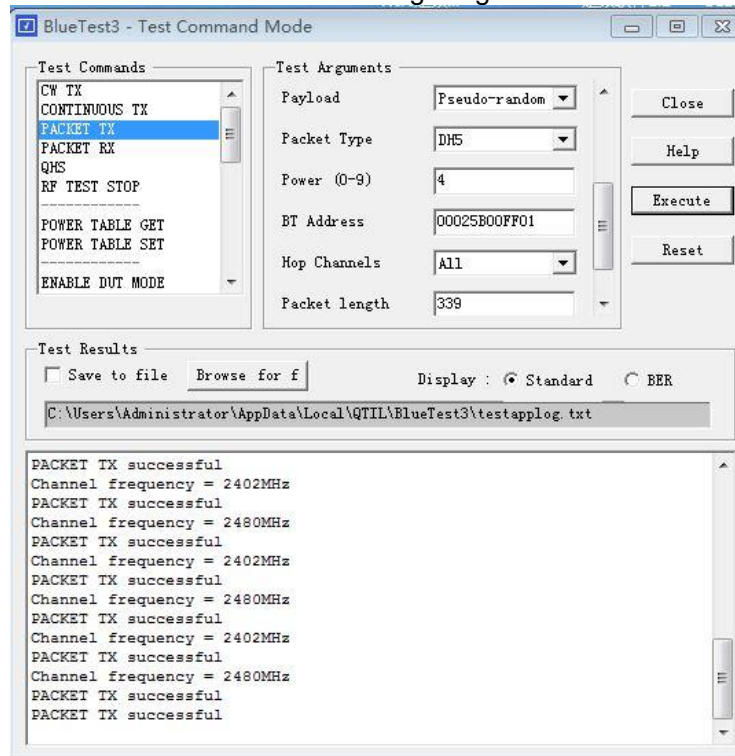 BlueTest3 - Test Command Mode
Test Commands
CW TX
CONTINUOUS TX
PACKET TX
PACKET RX
QHS
RF TEST STOP
------------
POWER TABLE GET
POWER TABLE SET
------------
ENABLE DUT MODE
Test Arguments
Payload Pseudo-random
Packet Type DH5
Power (0-9) 4
BT Address 00025B00FF01
Hop Channels All
Packet length 339
Close
Help
Execute
Reset
Test Results
Save to file Browse for f Display : Standard BER
C:\Users\Administrator\AppData\Local\QTIL\BlueTest3\testapplog.txt
PACKET TX successful
Channel frequency = 2402MHz
PACKET TX successful
Channel frequency = 2480MHz
PACKET TX successful
Channel frequency = 2402MHz
PACKET TX successful
Channel frequency = 2480MHz
PACKET TX successful
Channel frequency = 2402MHz
PACKET TX successful
Channel frequency = 2480MHz
PACKET TX successful
PACKET TX successful